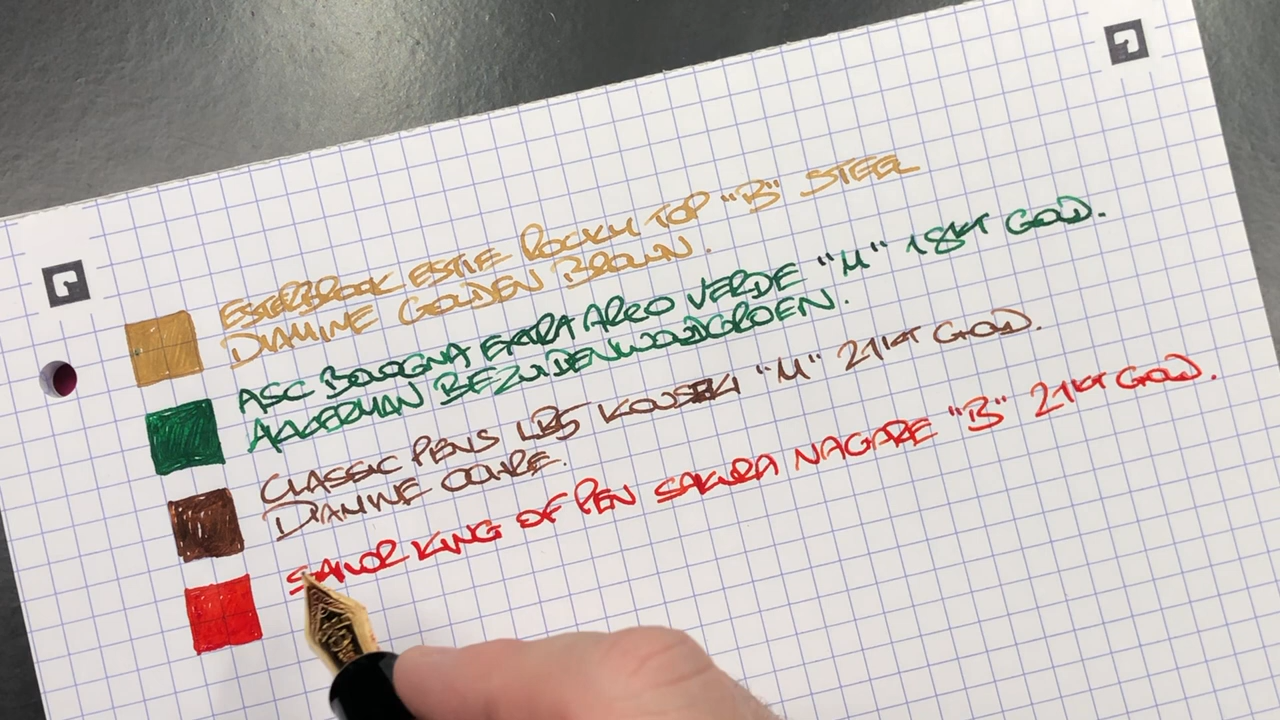 ESTERBROOK ESTIE ROCKY TOP "B" STEEL
DIAMINE GOLDEN BROWN.
ASC BOLOGNA EXTRA ARCO VERDE "M" 18KT GOLD.
AKKERMAN BEZUIDENWOUDGROEN.
CLASSIC PENS LB5 KOUSEKI "M" 21KT GOLD.
DIAMINE OCHRE.
SAILOR KING OF PEN SAKURA NAGARE "B" 21KT GOLD.